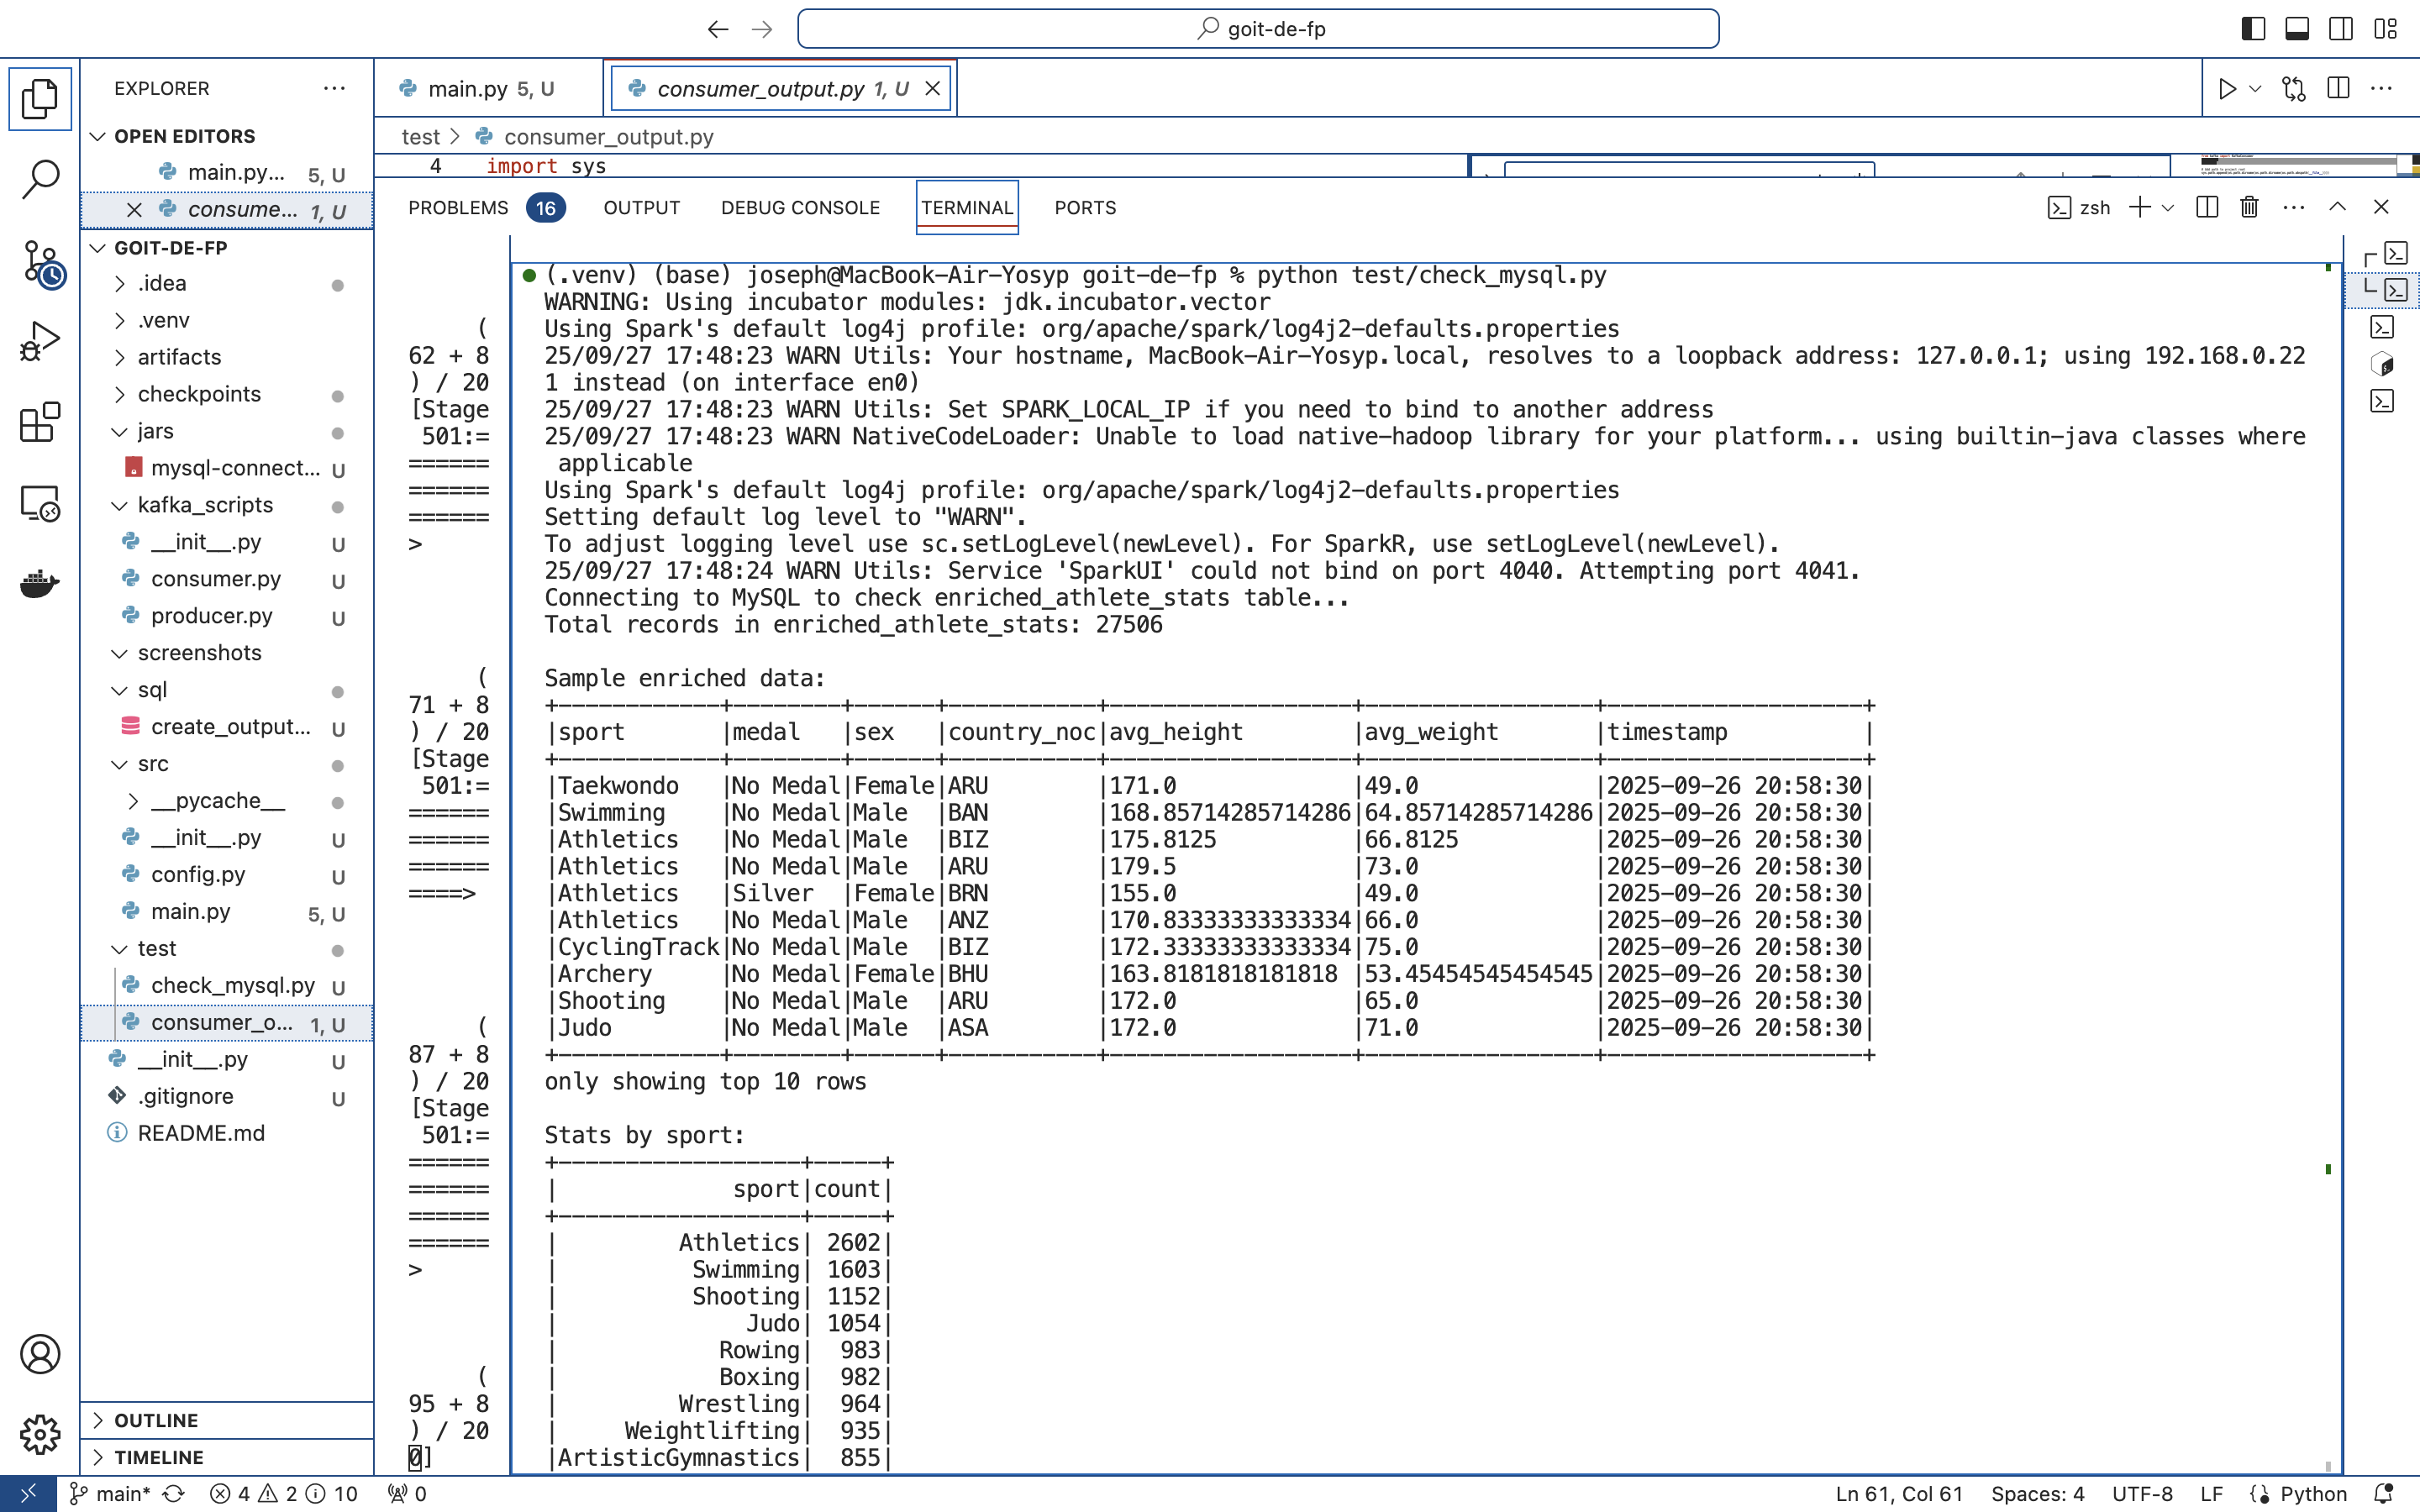 goit-de-fp
EXPLORER
OPEN EDITORS
main.py... 5, U
consume... 1, U
GOIT-DE-FP
.idea
.venv
artifacts
checkpoints
jars
mysql-connect... U
kafka_scripts
__init__.py U
consumer.py U
producer.py U
screenshots
sql
create_output... U
src
__pycache__
__init__.py U
config.py U
main.py 5, U
test
check_mysql.py U
consumer_o... 1, U
__init__.py U
.gitignore U
README.md
OUTLINE
TIMELINE
main.py 5, U
consumer_output.py 1, U
test > consumer_output.py
4 import sys
PROBLEMS 16 OUTPUT DEBUG CONSOLE TERMINAL PORTS
zsh
(
62 + 8
) / 20
[Stage
501:=
======
======
======
>
(
71 + 8
) / 20
[Stage
501:=
======
======
======
====>
(
87 + 8
) / 20
[Stage
501:=
======
======
======
======
>
(
95 + 8
) / 20
0]
(.venv) (base) joseph@MacBook-Air-Yosyp goit-de-fp % python test/check_mysql.py
WARNING: Using incubator modules: jdk.incubator.vector
Using Spark's default log4j profile: org/apache/spark/log4j2-defaults.properties
25/09/27 17:48:23 WARN Utils: Your hostname, MacBook-Air-Yosyp.local, resolves to a loopback address: 127.0.0.1; using 192.168.0.22
1 instead (on interface en0)
25/09/27 17:48:23 WARN Utils: Set SPARK_LOCAL_IP if you need to bind to another address
25/09/27 17:48:23 WARN NativeCodeLoader: Unable to load native-hadoop library for your platform... using builtin-java classes where
applicable
Using Spark's default log4j profile: org/apache/spark/log4j2-defaults.properties
Setting default log level to "WARN".
To adjust logging level use sc.setLogLevel(newLevel). For SparkR, use setLogLevel(newLevel).
25/09/27 17:48:24 WARN Utils: Service 'SparkUI' could not bind on port 4040. Attempting port 4041.
Connecting to MySQL to check enriched_athlete_stats table...
Total records in enriched_athlete_stats: 27506
Sample enriched data:
+------------+--------+------+-----------+------------------+-----------------+-------------------+
|sport       |medal   |sex   |country_noc|avg_height        |avg_weight       |timestamp          |
+------------+--------+------+-----------+------------------+-----------------+-------------------+
|Taekwondo   |No Medal|Female|ARU        |171.0             |49.0             |2025-09-26 20:58:30|
|Swimming    |No Medal|Male  |BAN        |168.85714285714286|64.85714285714286|2025-09-26 20:58:30|
|Athletics   |No Medal|Male  |BIZ        |175.8125          |66.8125          |2025-09-26 20:58:30|
|Athletics   |No Medal|Male  |ARU        |179.5             |73.0             |2025-09-26 20:58:30|
|Athletics   |Silver  |Female|BRN        |155.0             |49.0             |2025-09-26 20:58:30|
|Athletics   |No Medal|Male  |ANZ        |170.83333333333334|66.0             |2025-09-26 20:58:30|
|CyclingTrack|No Medal|Male  |BIZ        |172.33333333333334|75.0             |2025-09-26 20:58:30|
|Archery     |No Medal|Female|BHU        |163.8181818181818 |53.45454545454545|2025-09-26 20:58:30|
|Shooting    |No Medal|Male  |ARU        |172.0             |65.0             |2025-09-26 20:58:30|
|Judo        |No Medal|Male  |ASA        |172.0             |71.0             |2025-09-26 20:58:30|
+------------+--------+------+-----------+------------------+-----------------+-------------------+
only showing top 10 rows
Stats by sport:
+------------------+-----+
|             sport|count|
+------------------+-----+
|         Athletics| 2602|
|          Swimming| 1603|
|          Shooting| 1152|
|              Judo| 1054|
|            Rowing|  983|
|            Boxing|  982|
|         Wrestling|  964|
|     Weightlifting|  935|
|ArtisticGymnastics|  855|
main* 4 2 10 0
Ln 61, Col 61 Spaces: 4 UTF-8 LF Python